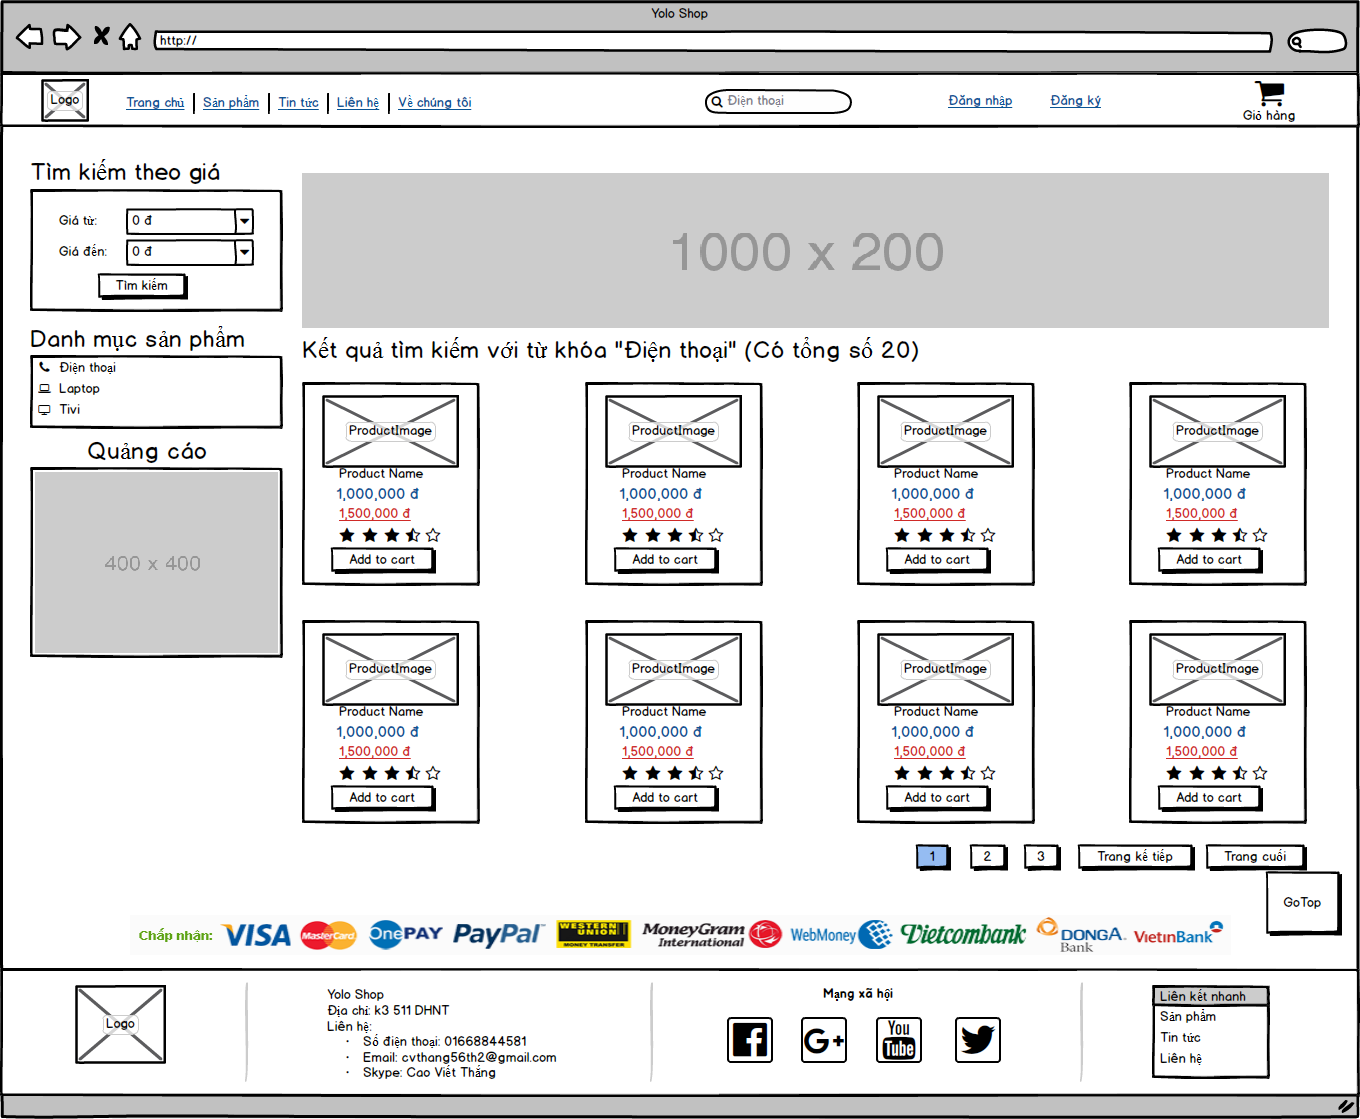 Yolo Shop
http://
Logo
Trang chủ
Sản phẩm
Tin tức
Liên hệ
Về chúng tôi
Điện thoại
Đăng nhập
Đăng ký
Giỏ hàng
Tìm kiếm theo giá
Giá từ:
0 đ
Giá đến:
0 đ
Tìm kiếm
Danh mục sản phẩm
Điện thoại
Laptop
Tivi
Quảng cáo
400 x 400
1000 x 200
Kết quả tìm kiếm với từ khóa "Điện thoại" (Có tổng số 20)
ProductImage ProductImage ProductImage ProductImage
Product Name Product Name Product Name Product Name
1,000,000 đ 1,000,000 đ 1,000,000 đ 1,000,000 đ
1,500,000 đ 1,500,000 đ 1,500,000 đ 1,500,000 đ
Add to cart Add to cart Add to cart Add to cart
ProductImage ProductImage ProductImage ProductImage
Product Name Product Name Product Name Product Name
1,000,000 đ 1,000,000 đ 1,000,000 đ 1,000,000 đ
1,500,000 đ 1,500,000 đ 1,500,000 đ 1,500,000 đ
Add to cart Add to cart Add to cart Add to cart
1 2 3 Trang kế tiếp Trang cuối
GoTop
Chấp nhận:
VISA
MasterCard
OnePAY
PayPal
WESTERN UNION
MONEY TRANSFER
MoneyGram
International
WebMoney
Vietcombank
DONGA
Bank
VIETINBANK
Logo
Yolo Shop
Địa chỉ: k3 511 DHNT
Liên hệ:
· Số điện thoại: 01668844581
· Email: cvthang56th2@gmail.com
· Skype: Cao Viết Thắng
Mạng xã hội
G+
You
Tube
Liên kết nhanh
Sản phẩm
Tin tức
Liên hệ